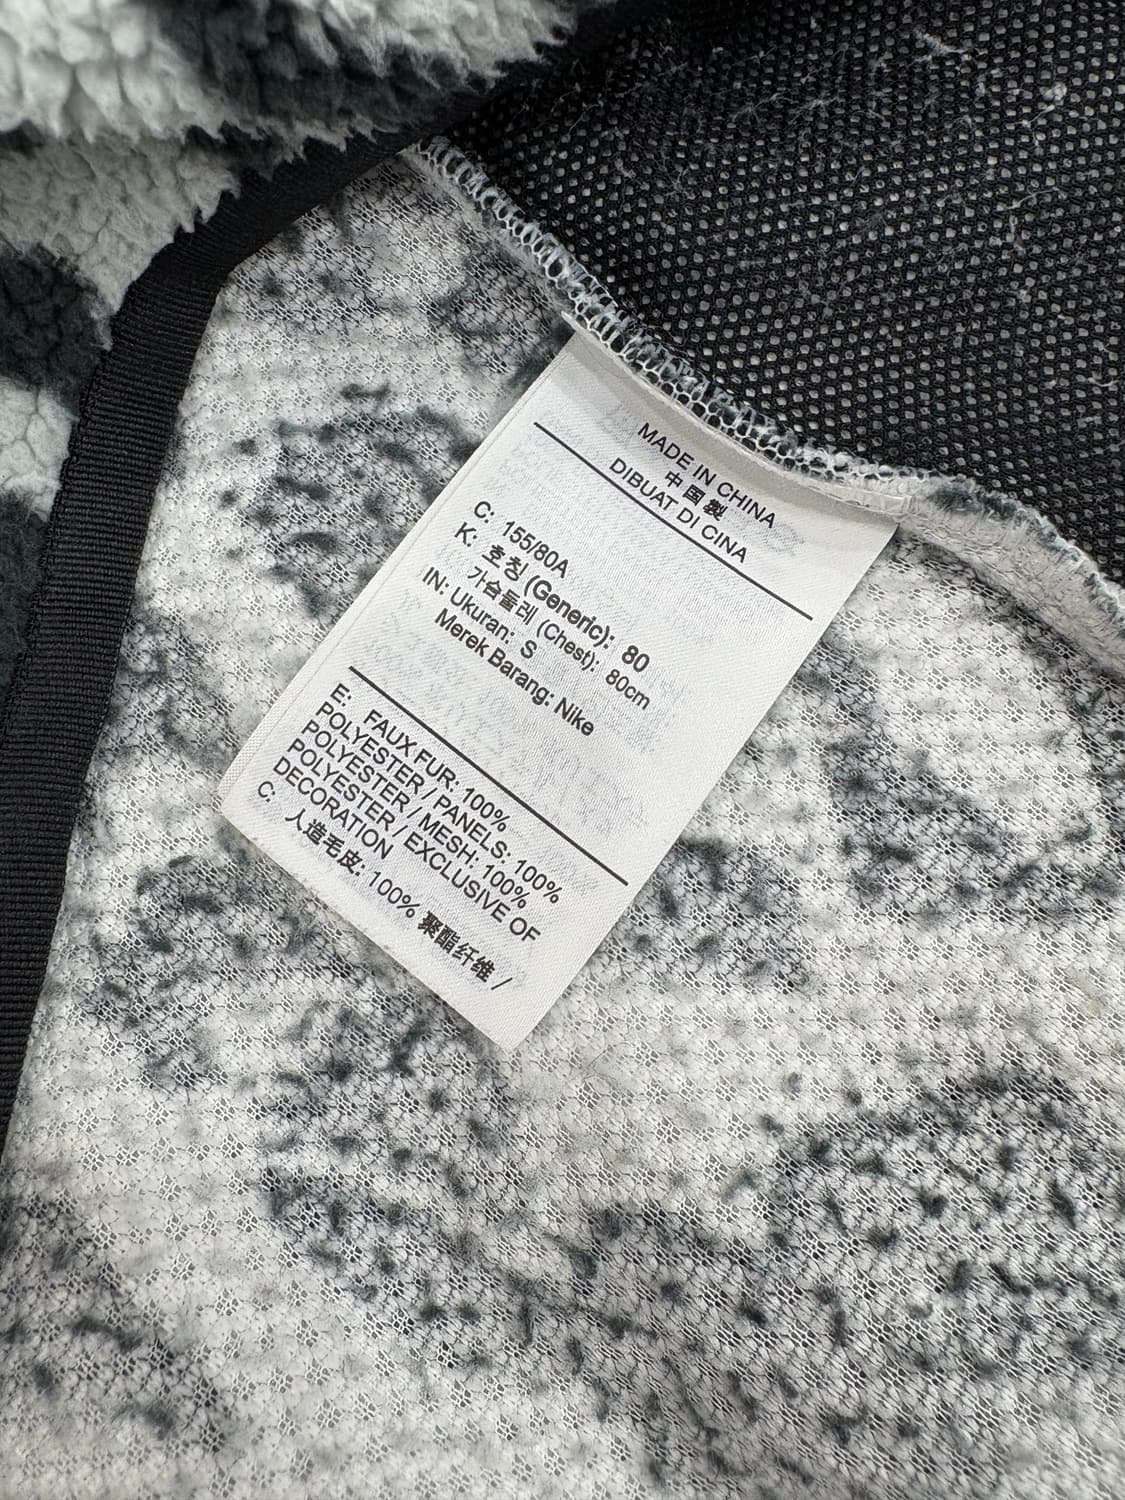 MADE IN CHINA
中国製
DIBUAT DI CINA
C: 155/80A
K: 호칭 (Generic): 80
가슴둘레 (Chest): 80cm
IN: Ukuran: S
Merek Barang: Nike
E: FAUX FUR: 100%
POLYESTER / PANELS: 100%
POLYESTER / MESH: 100%
POLYESTER / EXCLUSIVE OF
DECORATION
C: 人造毛皮: 100% 聚酯纤维 /